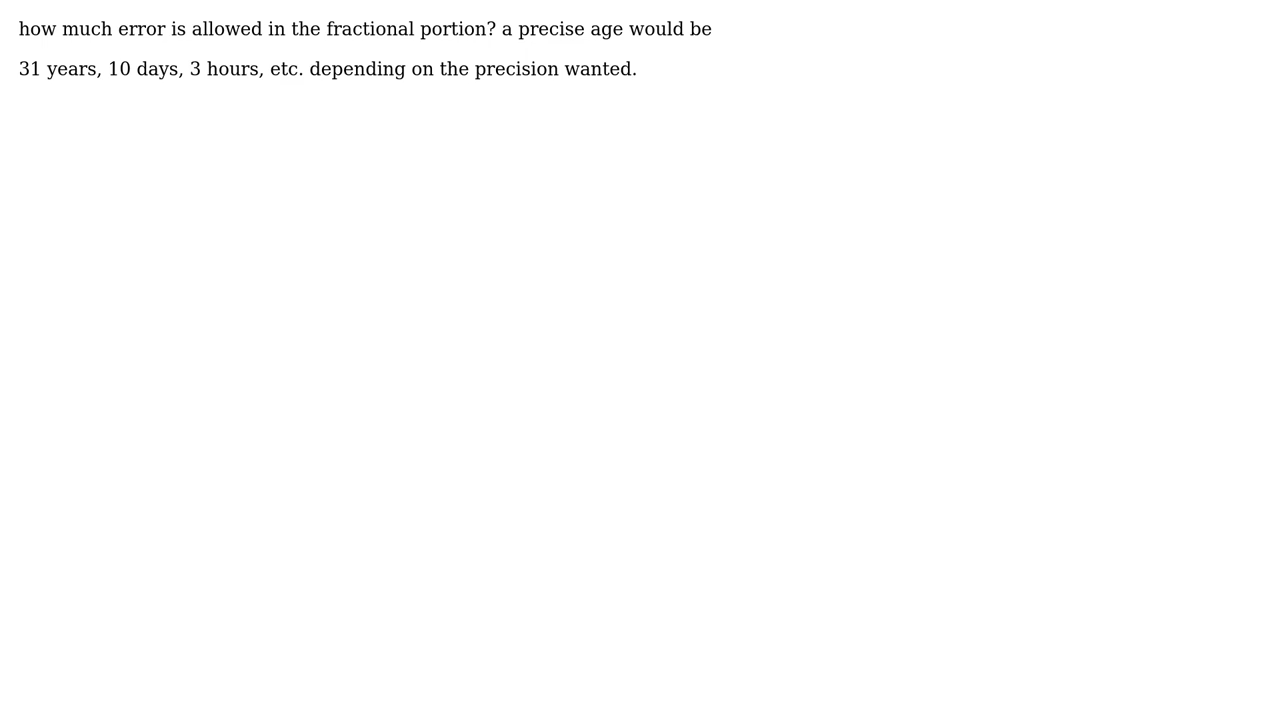 how much error is allowed in the fractional portion? a precise age would be
31 years, 10 days, 3 hours, etc. depending on the precision wanted.